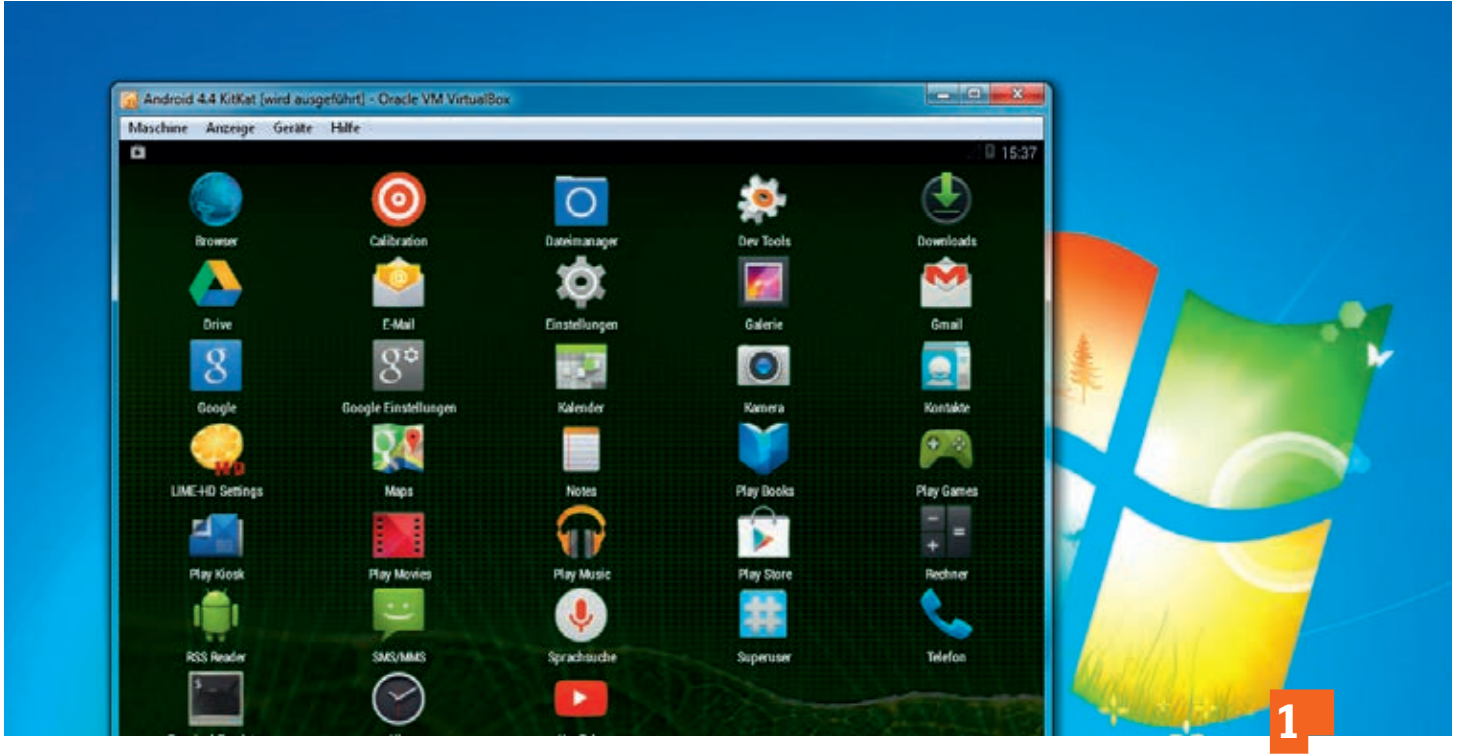 Android 4.4 KitKat [wird ausgeführt] - Oracle VM VirtualBox
Maschine Anzeige Geräte Hilfe
15:37
Browser Calibration Dateimanager Dev Tools Downloads
Drive E-Mail Einstellungen Galerie Gmail
Google Google Einstellungen Kalender Kamera Kontakte
LIME-HD Settings Maps Notes Play Books Play Games
Play Kiosk Play Movies Play Music Play Store Rechner
RSS Reader SMS/MMS Sprachsuche Superuser Telefon
1